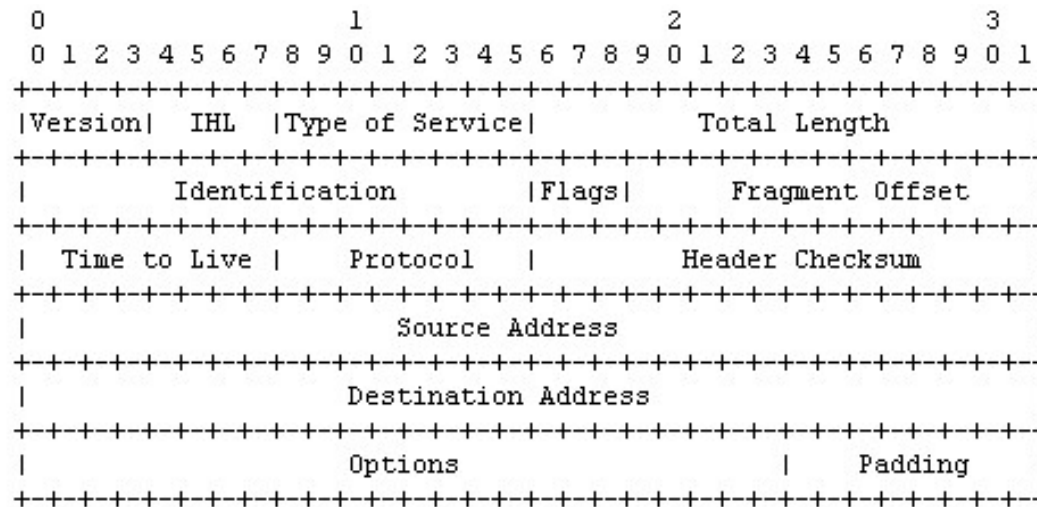 0                   1                   2                   3
 0 1 2 3 4 5 6 7 8 9 0 1 2 3 4 5 6 7 8 9 0 1 2 3 4 5 6 7 8 9 0 1
+-+-+-+-+-+-+-+-+-+-+-+-+-+-+-+-+-+-+-+-+-+-+-+-+-+-+-+-+-+-+-+-
|Version|  IHL  |Type of Service|          Total Length
+-+-+-+-+-+-+-+-+-+-+-+-+-+-+-+-+-+-+-+-+-+-+-+-+-+-+-+-+-+-+-+-
|         Identification        |Flags|      Fragment Offset
+-+-+-+-+-+-+-+-+-+-+-+-+-+-+-+-+-+-+-+-+-+-+-+-+-+-+-+-+-+-+-+-
|  Time to Live |    Protocol   |         Header Checksum
+-+-+-+-+-+-+-+-+-+-+-+-+-+-+-+-+-+-+-+-+-+-+-+-+-+-+-+-+-+-+-+-
|                       Source Address
+-+-+-+-+-+-+-+-+-+-+-+-+-+-+-+-+-+-+-+-+-+-+-+-+-+-+-+-+-+-+-+-
|                    Destination Address
+-+-+-+-+-+-+-+-+-+-+-+-+-+-+-+-+-+-+-+-+-+-+-+-+-+-+-+-+-+-+-+-
|                    Options                    |    Padding
+-+-+-+-+-+-+-+-+-+-+-+-+-+-+-+-+-+-+-+-+-+-+-+-+-+-+-+-+-+-+-+-